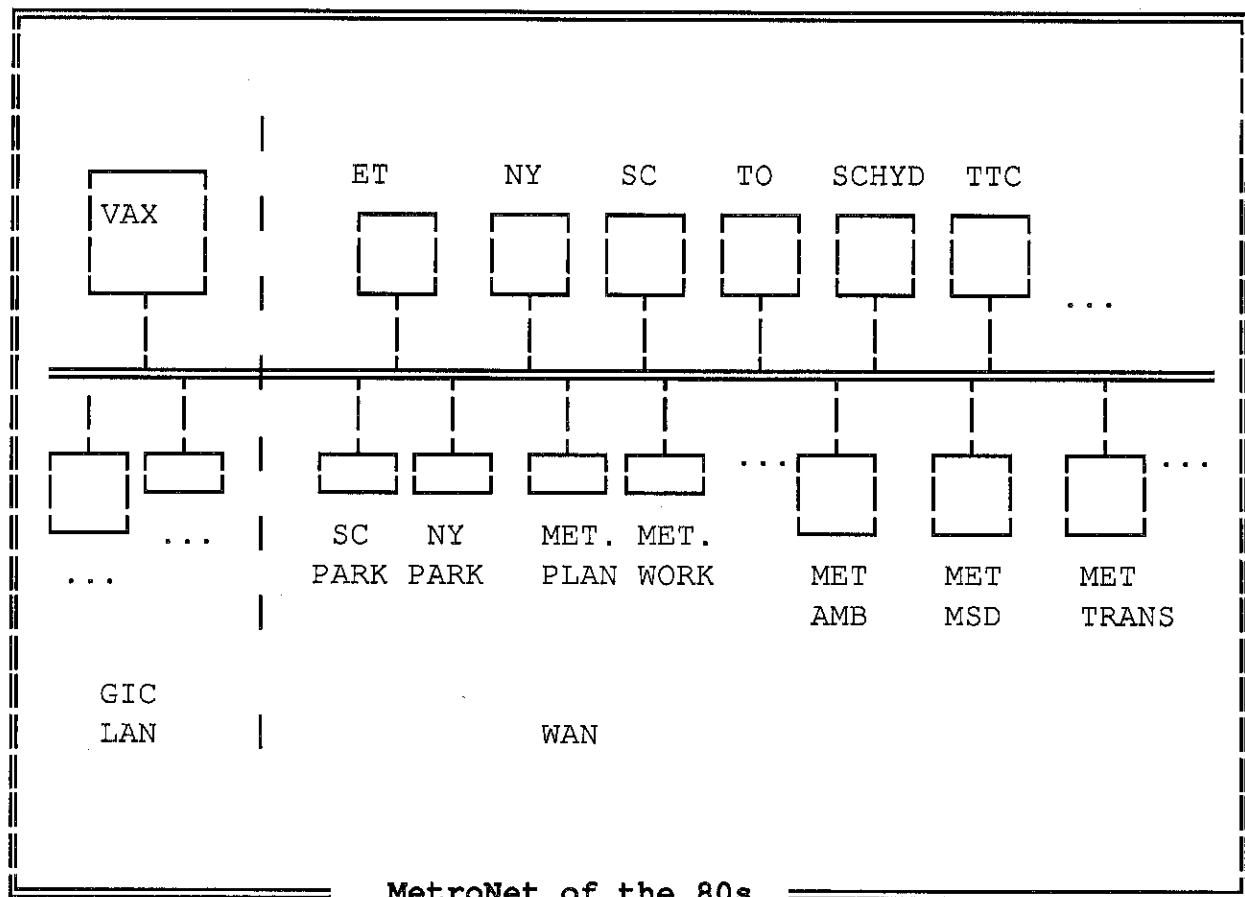 ET NY SC TO SCHYD TTC
VAX
...
... ...
SC NY MET. MET.
... PARK PARK PLAN WORK MET MET MET
... AMB MSD TRANS
GIC
LAN WAN
MetroNet of the 80s